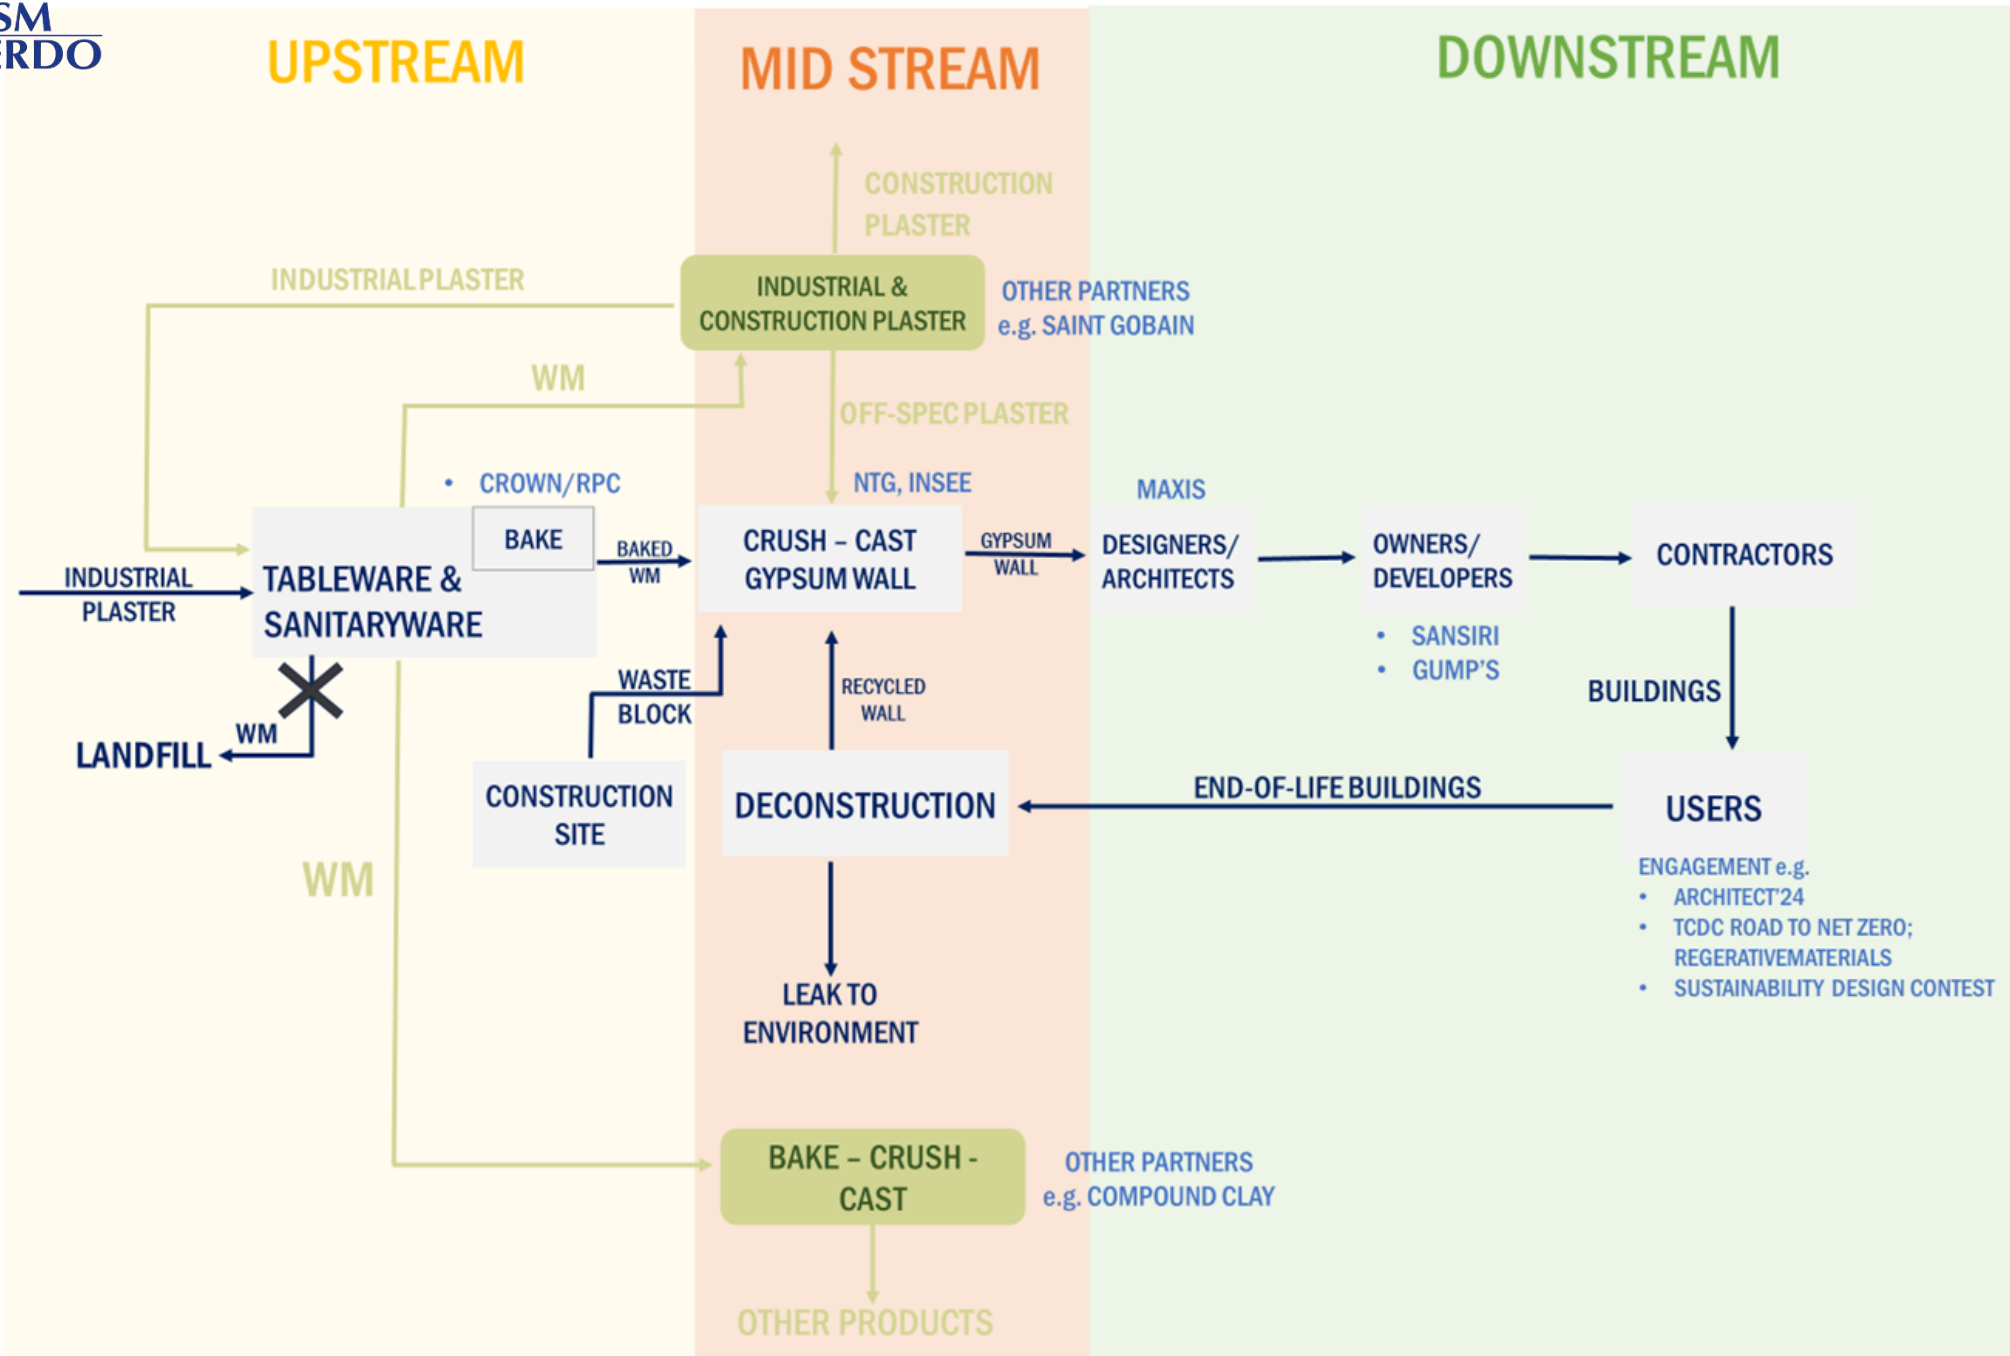 SM
ERDO
UPSTREAM
MID STREAM
DOWNSTREAM
CONSTRUCTION
PLASTER
INDUSTRIAL PLASTER
INDUSTRIAL &
CONSTRUCTION PLASTER
OTHER PARTNERS
e.g. SAINT GOBAIN
WM
OFF-SPEC PLASTER
• CROWN/RPC
NTG, INSEE
MAXIS
BAKE
BAKED
WM
CRUSH – CAST
GYPSUM WALL
GYPSUM
WALL
DESIGNERS/
ARCHITECTS
OWNERS/
DEVELOPERS
CONTRACTORS
INDUSTRIAL
PLASTER
TABLEWARE &
SANITARYWARE
• SANSIRI
• GUMP'S
WASTE
BLOCK
RECYCLED
WALL
BUILDINGS
WM
LANDFILL
CONSTRUCTION
SITE
DECONSTRUCTION
END-OF-LIFE BUILDINGS
USERS
WM
ENGAGEMENT e.g.
• ARCHITECT'24
• TCDC ROAD TO NET ZERO;
REGERATIVEMATERIALS
• SUSTAINABILITY DESIGN CONTEST
LEAK TO
ENVIRONMENT
BAKE – CRUSH -
CAST
OTHER PARTNERS
e.g. COMPOUND CLAY
OTHER PRODUCTS